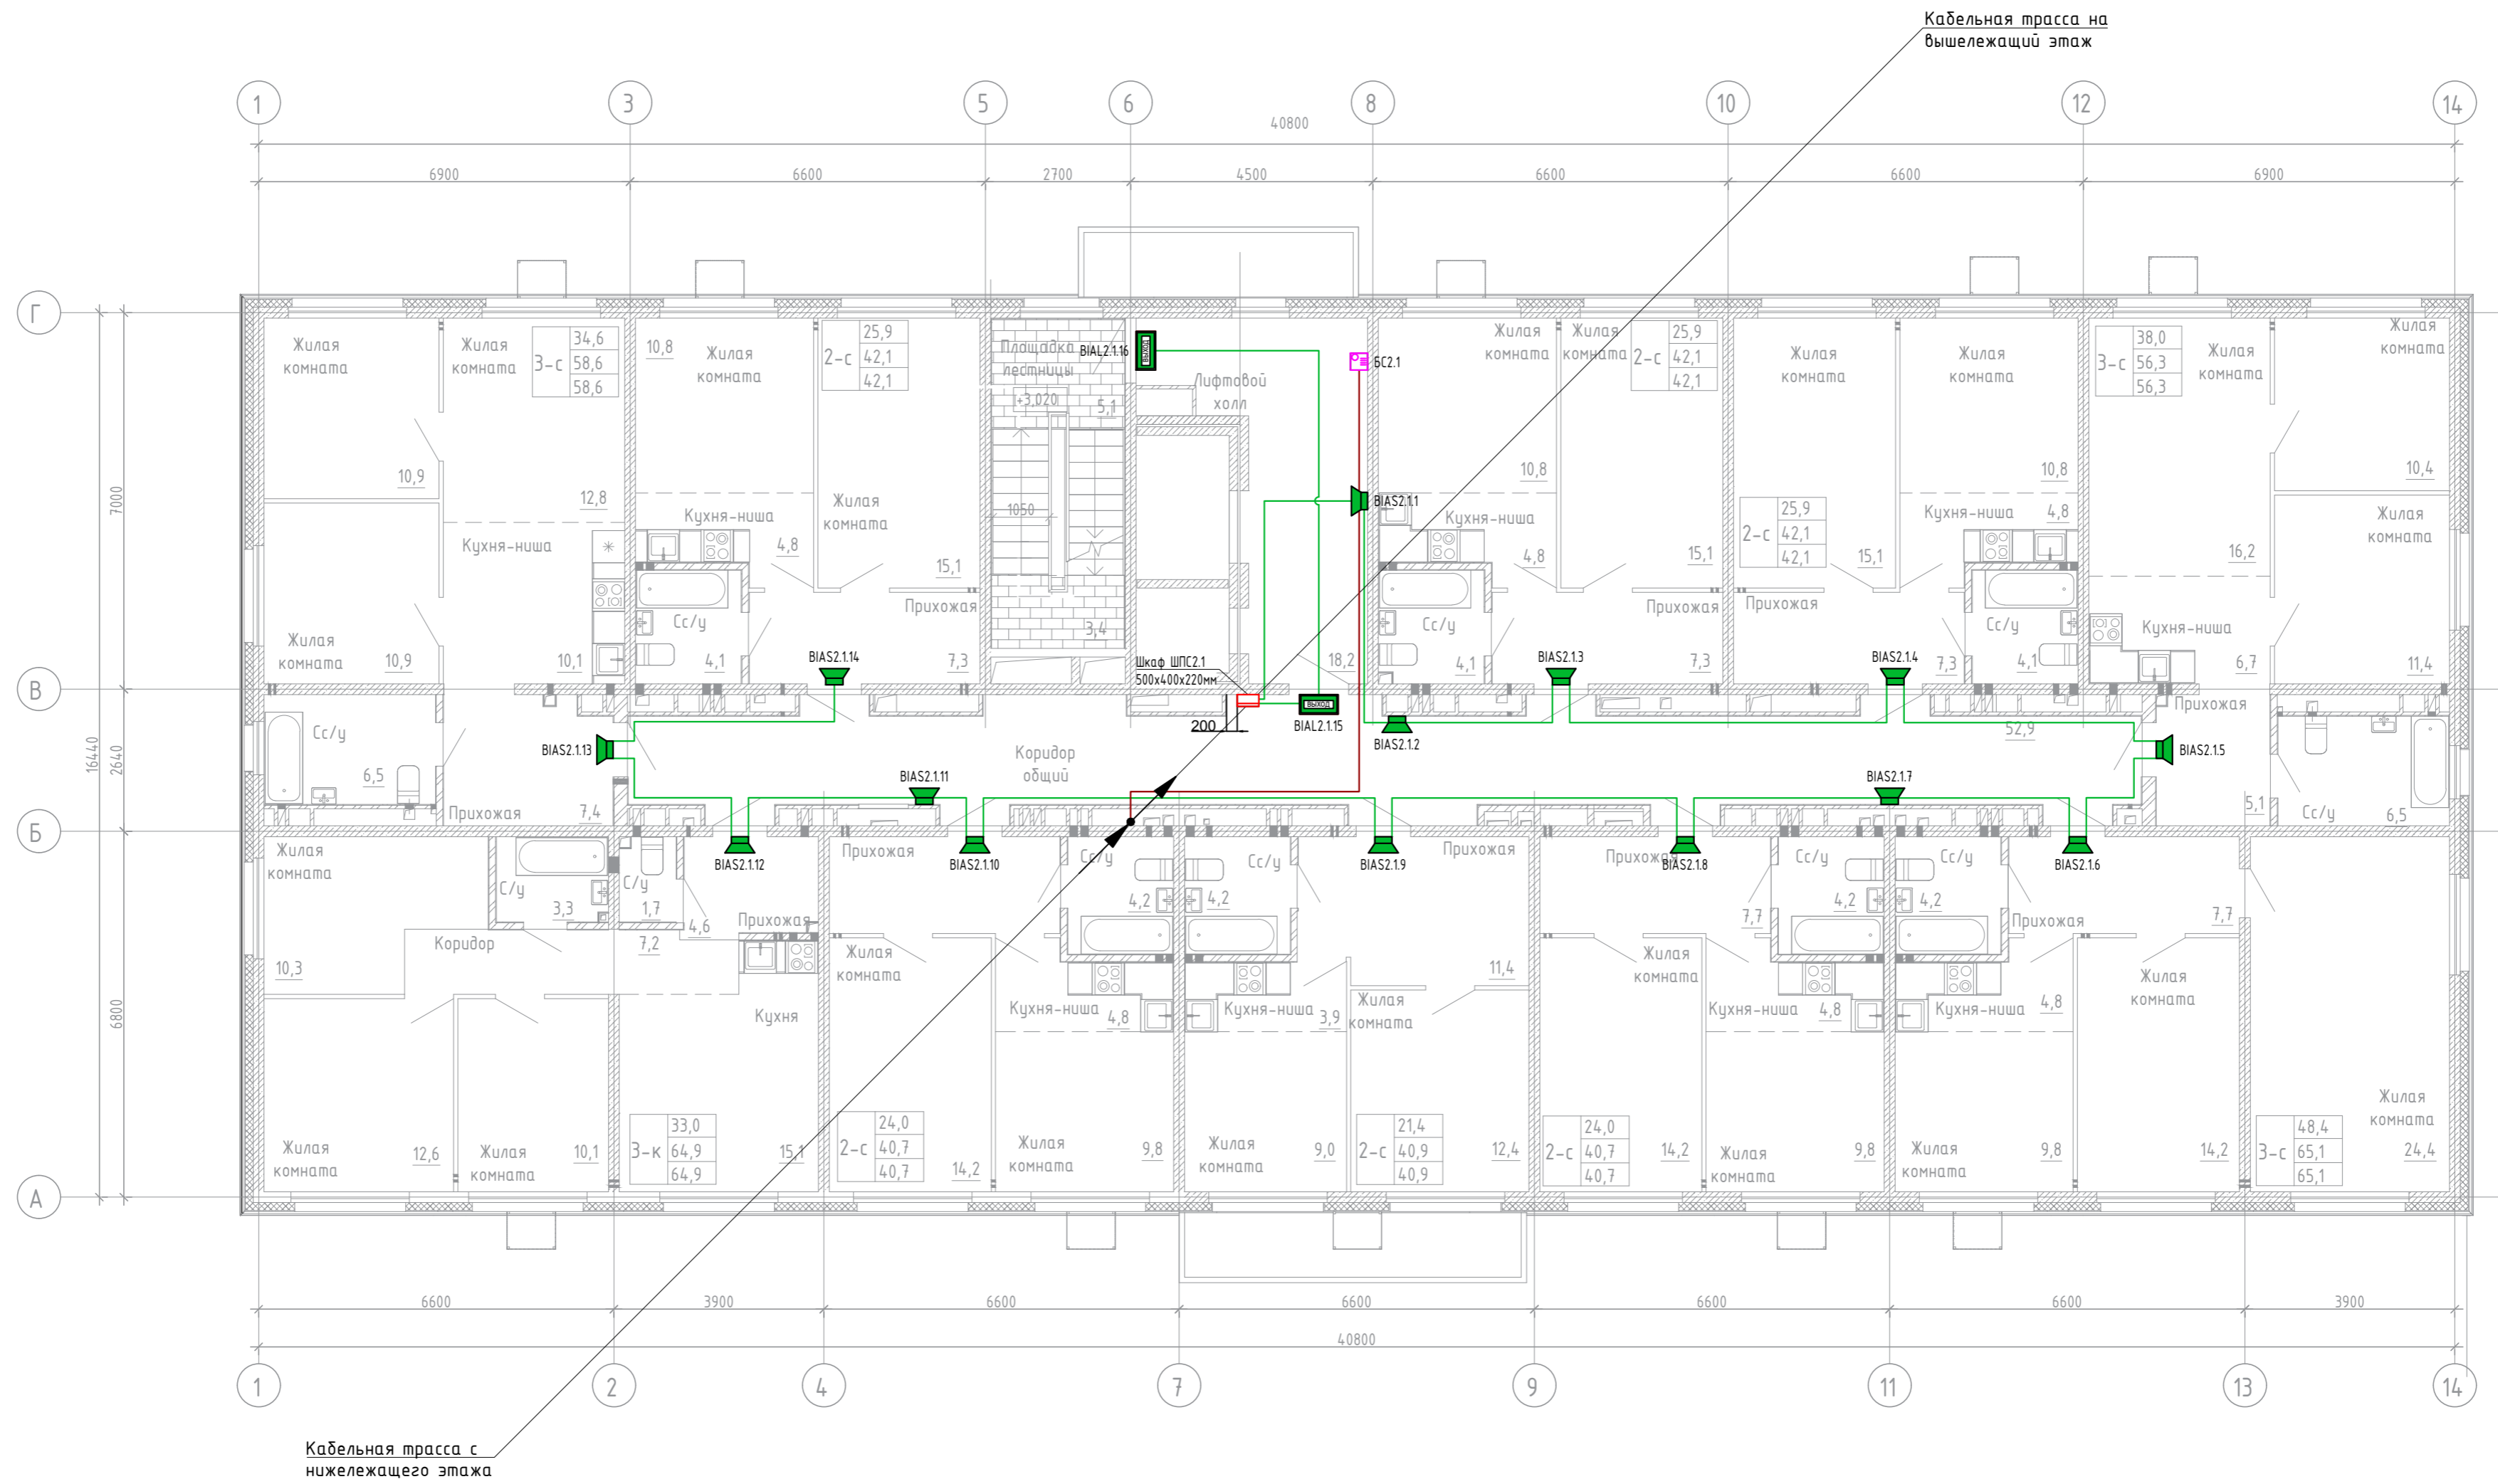 Кабельная трасса на
вышележащий этаж
1
3
5
6
8
10
12
14
40800
6900
6600
2700
4500
6600
6600
6900
Г
В
Б
А
7000
16440
2640
6800
Жилая
комната
10,9
Жилая
комната
12,8
3-с
34,6
58,6
58,6
Кухня-ниша
Жилая
комната
10,9
10,1
10,8
Жилая
комната
2-с
25,9
42,1
42,1
Кухня-ниша
4,8
Жилая
комната
15,1
Прихожая
Сс/у
4,1
7,3
Площадка
лестницы
+3,020
5,1
1050
3,4
BIAL2.1.16
ВЫХОД
Лифтовой
холл
БС2.1
BIAS2.1.1
18,2
Шкаф ШПС2.1
500х400х220мм
200
ВЫХОД
BIAL2.1.15
Жилая
комната
10,8
Жилая
комната
2-с
25,9
42,1
42,1
Кухня-ниша
4,8
15,1
Прихожая
Сс/у
4,1
7,3
Жилая
комната
Жилая
комната
10,8
2-с
25,9
42,1
42,1
15,1
Кухня-ниша
4,8
Прихожая
Сс/у
7,3
4,1
3-с
38,0
56,3
56,3
Жилая
комната
Жилая
комната
10,4
16,2
Жилая
комната
Кухня-ниша
6,7
11,4
BIAS2.1.14
BIAS2.1.3
BIAS2.1.4
BIAS2.1.13
BIAS2.1.2
BIAS2.1.5
Сс/у
6,5
Прихожая
7,4
Коридор
общий
52,9
Прихожая
5,1
Сс/у
6,5
BIAS2.1.11
BIAS2.1.7
BIAS2.1.12
BIAS2.1.10
BIAS2.1.9
BIAS2.1.8
BIAS2.1.6
Жилая
комната
10,3
С/у
3,3
С/у
1,7
Коридор
7,2
4,6
Прихожая
Кухня
Жилая
комната
12,6
Жилая
комната
10,1
3-к
33,0
64,9
64,9
15,1
Прихожая
Сс/у
4,2
Жилая
комната
Кухня-ниша
4,8
2-с
24,0
40,7
40,7
14,2
Жилая
комната
9,8
Сс/у
4,2
Прихожая
11,4
Кухня-ниша
3,9
Жилая
комната
Жилая
комната
9,0
2-с
21,4
40,9
40,9
12,4
Прихожая
Сс/у
4,2
7,7
Жилая
комната
Кухня-ниша
4,8
2-с
24,0
40,7
40,7
14,2
Жилая
комната
9,8
Сс/у
4,2
Прихожая
7,7
Кухня-ниша
4,8
Жилая
комната
Жилая
комната
9,8
14,2
3-с
48,4
65,1
65,1
Жилая
комната
24,4
6600
3900
6600
6600
6600
6600
3900
40800
1
2
4
7
9
11
13
14
Кабельная трасса с
нижележащего этажа